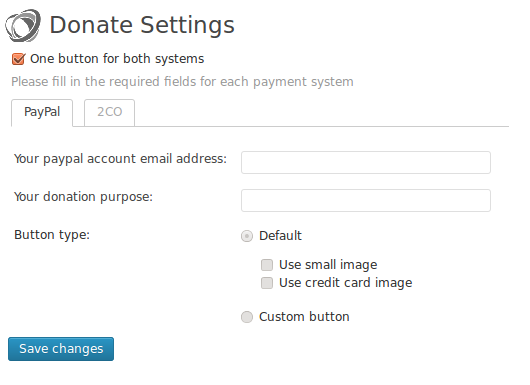 Donate Settings
One button for both systems
Please fill in the required fields for each payment system
PayPal 2CO
Your paypal account email address:
Your donation purpose:
Button type: Default
Use small image
Use credit card image
Custom button
Save changes